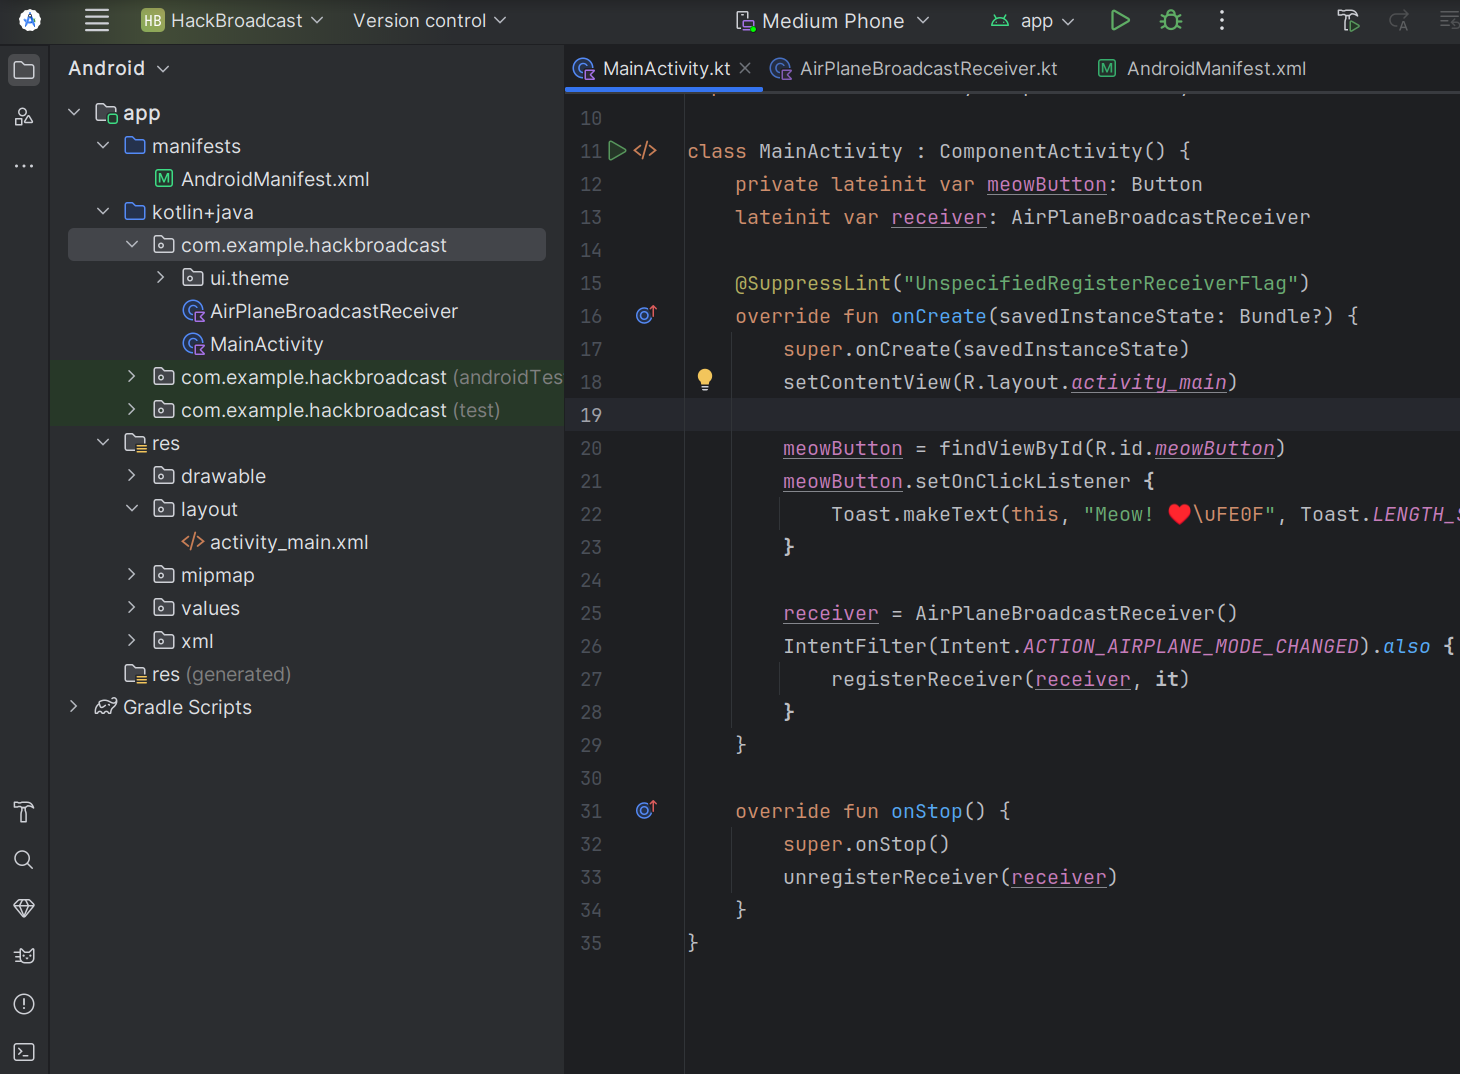 HB HackBroadcast Version control Medium Phone app
Android
MainActivity.kt AirPlaneBroadcastReceiver.kt AndroidManifest.xml
app
manifests
AndroidManifest.xml
kotlin+java
com.example.hackbroadcast
ui.theme
AirPlaneBroadcastReceiver
MainActivity
com.example.hackbroadcast (androidTes
com.example.hackbroadcast (test)
res
drawable
layout
activity_main.xml
mipmap
values
xml
res (generated)
Gradle Scripts
10
11 class MainActivity : ComponentActivity() {
12 private lateinit var meowButton: Button
13 lateinit var receiver: AirPlaneBroadcastReceiver
14
15 @SuppressLint("UnspecifiedRegisterReceiverFlag")
16 override fun onCreate(savedInstanceState: Bundle?) {
17 super.onCreate(savedInstanceState)
18 setContentView(R.layout.activity_main)
19
20 meowButton = findViewById(R.id.meowButton)
21 meowButton.setOnClickListener {
22 Toast.makeText(this, "Meow! ❤\uFE0F", Toast.LENGTH_S
23 }
24
25 receiver = AirPlaneBroadcastReceiver()
26 IntentFilter(Intent.ACTION_AIRPLANE_MODE_CHANGED).also {
27 registerReceiver(receiver, it)
28 }
29 }
30
31 override fun onStop() {
32 super.onStop()
33 unregisterReceiver(receiver)
34 }
35 }